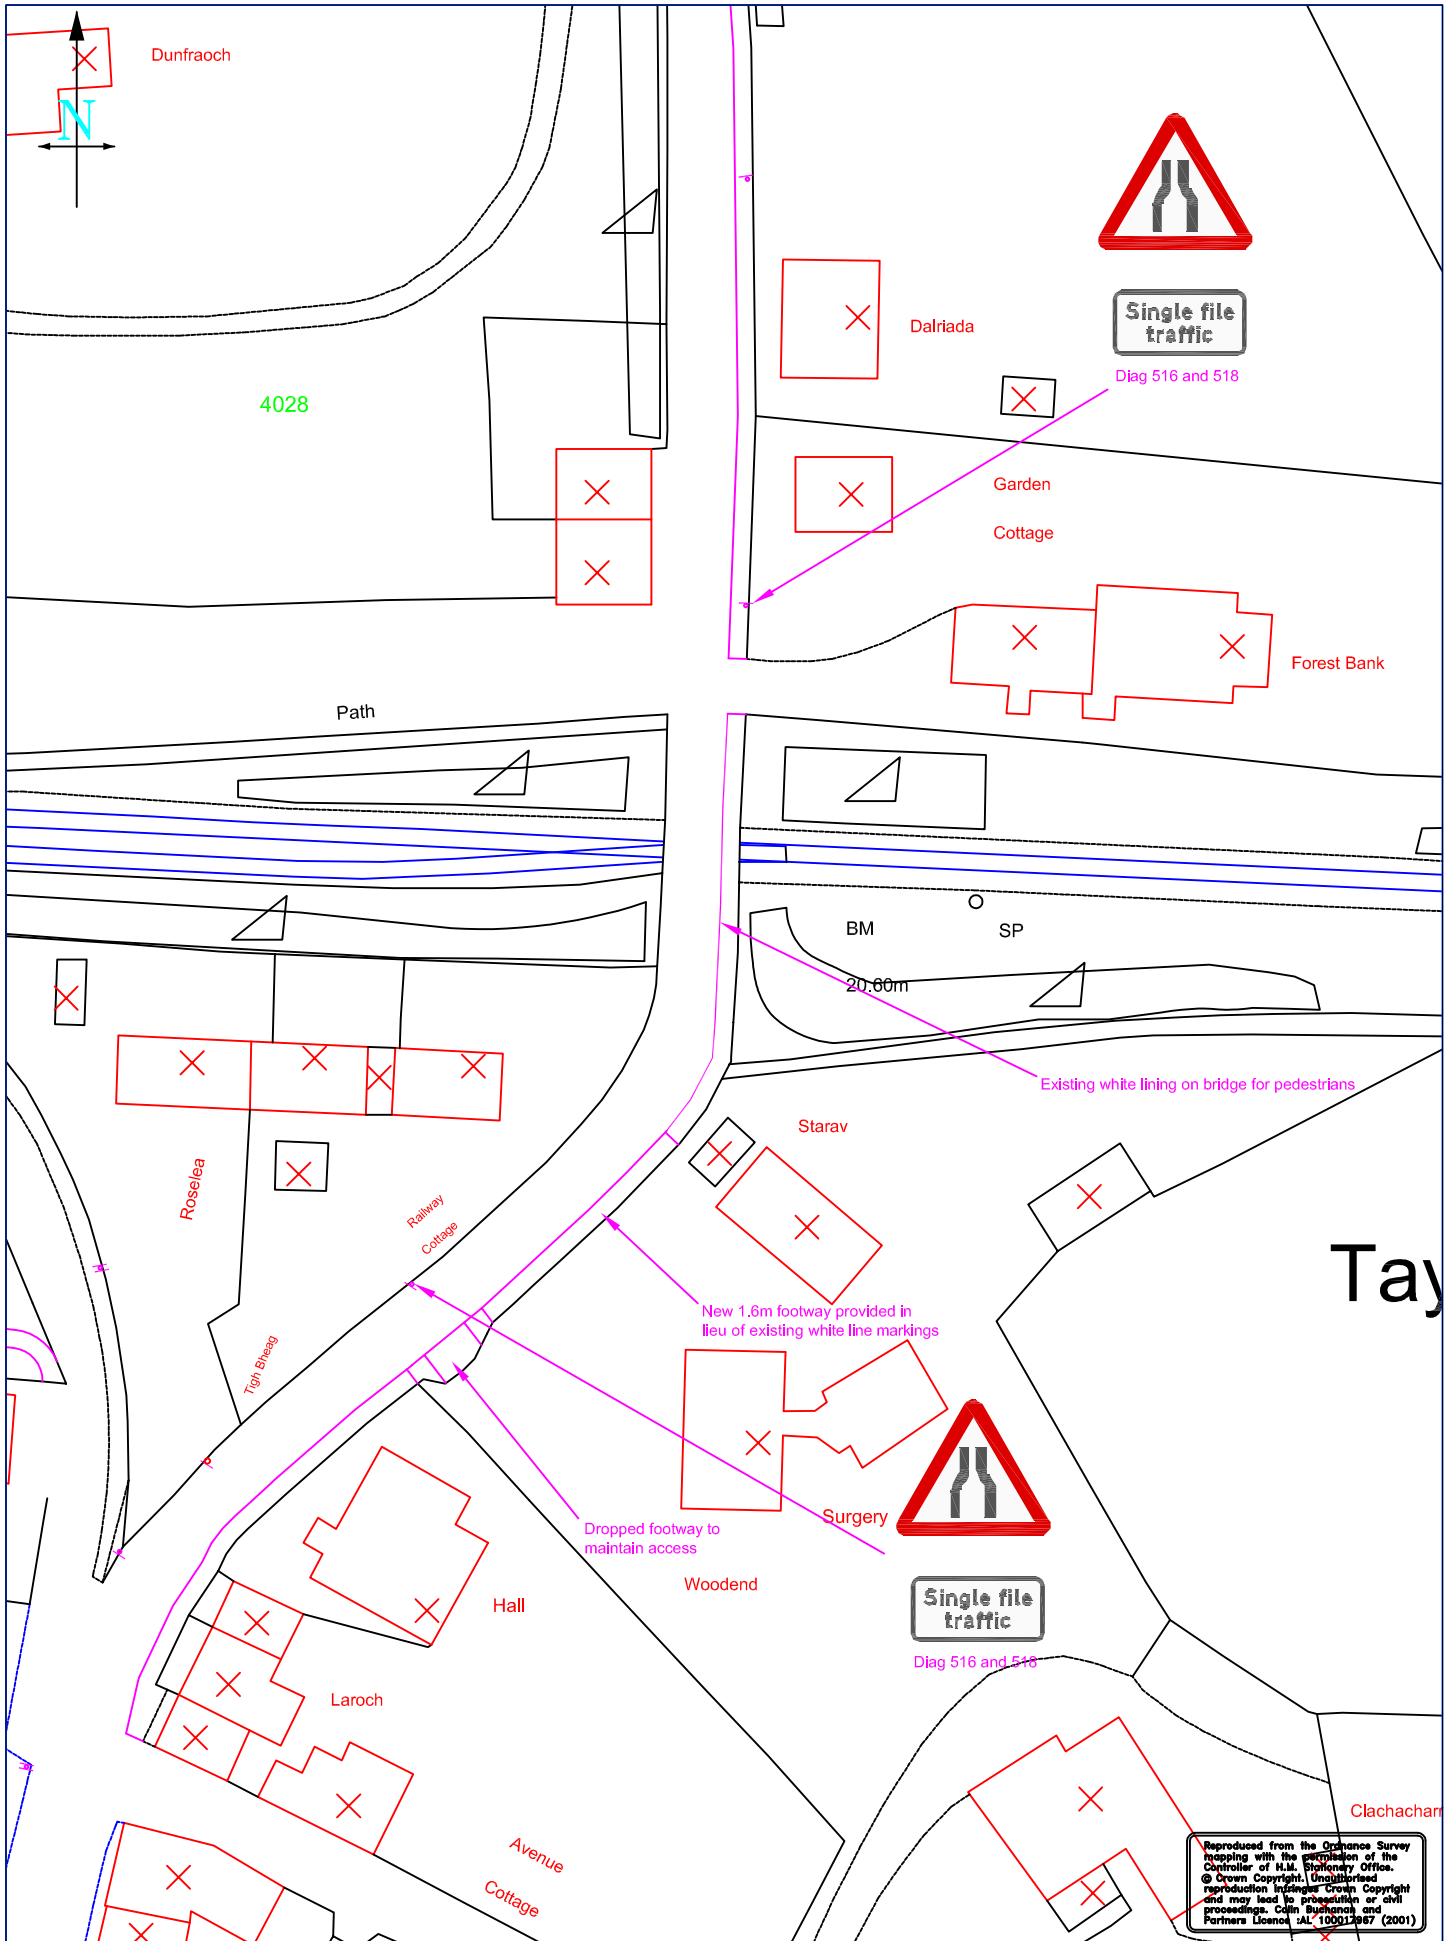 Dunfraoch
N
Single file
traffic
Diag 516 and 518
Dalriada
4028
Garden
Cottage
Forest Bank
Path
BM
SP
20.60m
Existing white lining on bridge for pedestrians
Starav
Roselea
Railway
Cottage
Tay
New 1.6m footway provided in
lieu of existing white line markings
Tigh Bheag
Surgery
Dropped footway to
maintain access
Woodend
Hall
Single file
traffic
Diag 516 and 518
Laroch
Clachacharr
Avenue
Cottage
Reproduced from the Ordnance Survey
mapping with the permission of the
Controller of H.M. Stationery Office.
© Crown Copyright. Unauthorised
reproduction infringes Crown Copyright
and may lead to prosecution or civil
proceedings. Colin Buchanan and
Partners Licence :AL 100017967 (2001)